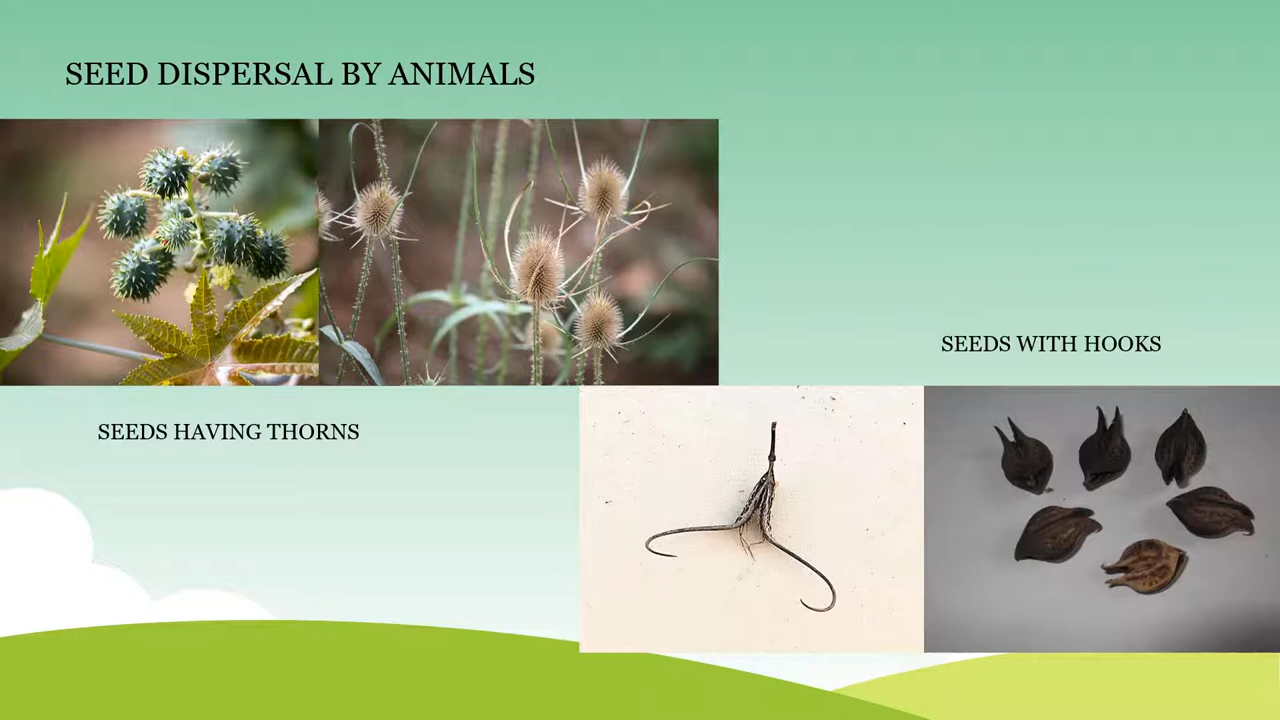 SEED DISPERSAL BY ANIMALS
SEEDS WITH HOOKS
SEEDS HAVING THORNS